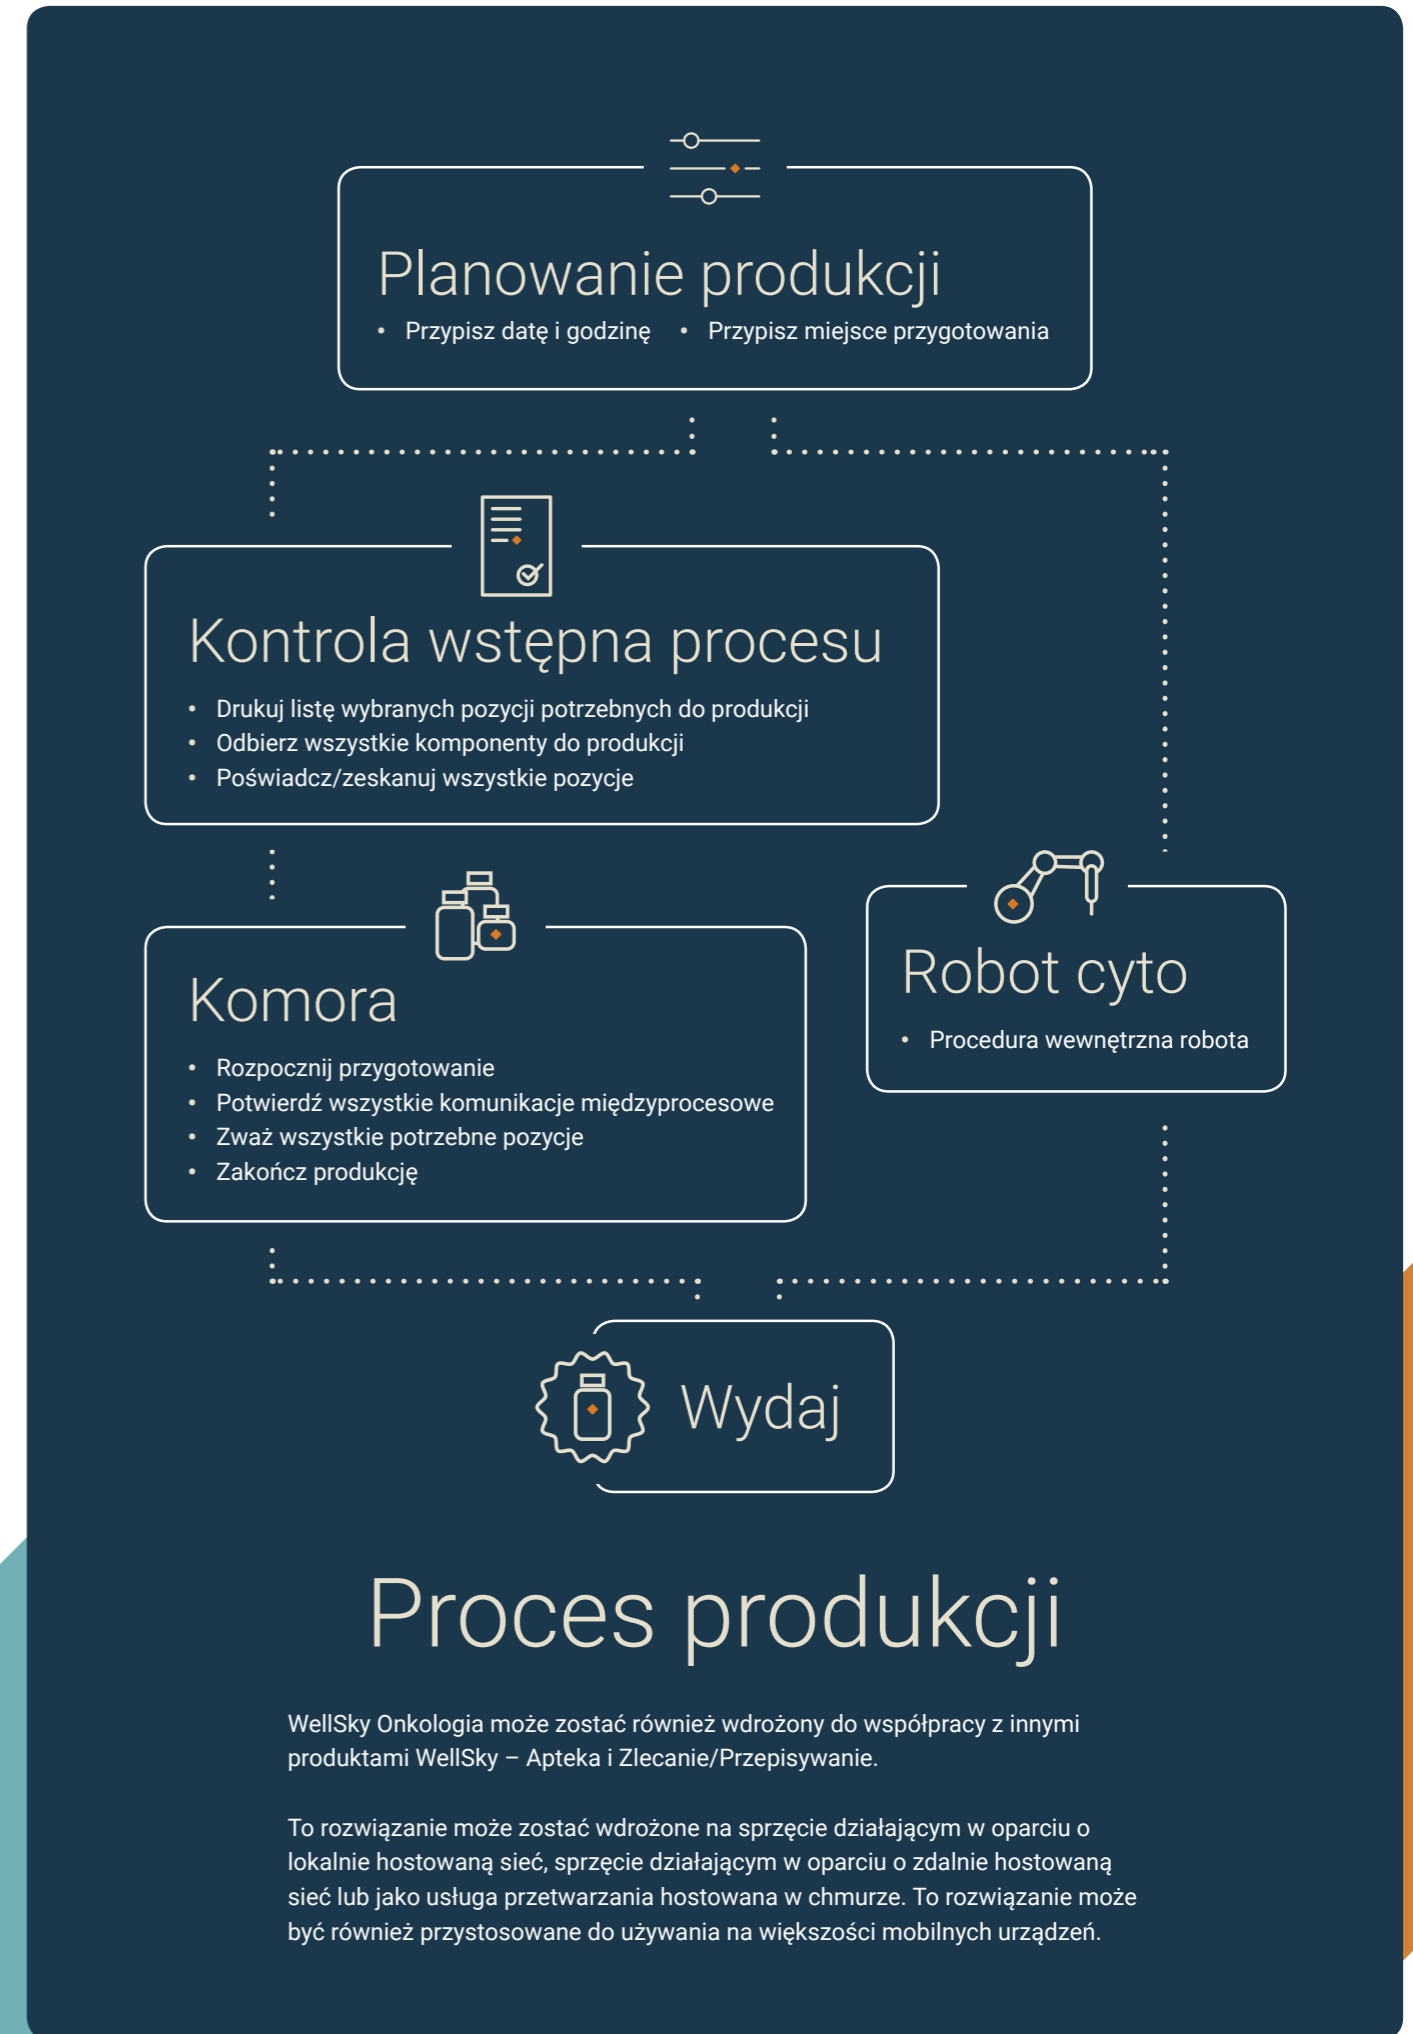 Planowanie produkcji
• Przypisz datę i godzinę • Przypisz miejsce przygotowania
Kontrola wstępna procesu
• Drukuj listę wybranych pozycji potrzebnych do produkcji
• Odbierz wszystkie komponenty do produkcji
• Poświadcz/zeskanuj wszystkie pozycje
Komora
• Rozpocznij przygotowanie
• Potwierdź wszystkie komunikacje międzyprocesowe
• Zważ wszystkie potrzebne pozycje
• Zakończ produkcję
Robot cyto
• Procedura wewnętrzna robota
Wydaj
Proces produkcji
WellSky Onkologia może zostać również wdrożony do współpracy z innymi
produktami WellSky – Apteka i Zlecanie/Przepisywanie.
To rozwiązanie może zostać wdrożone na sprzęcie działającym w oparciu o
lokalnie hostowaną sieć, sprzęcie działającym w oparciu o zdalnie hostowaną
sieć lub jako usługa przetwarzania hostowana w chmurze. To rozwiązanie może
być również przystosowane do używania na większości mobilnych urządzeń.